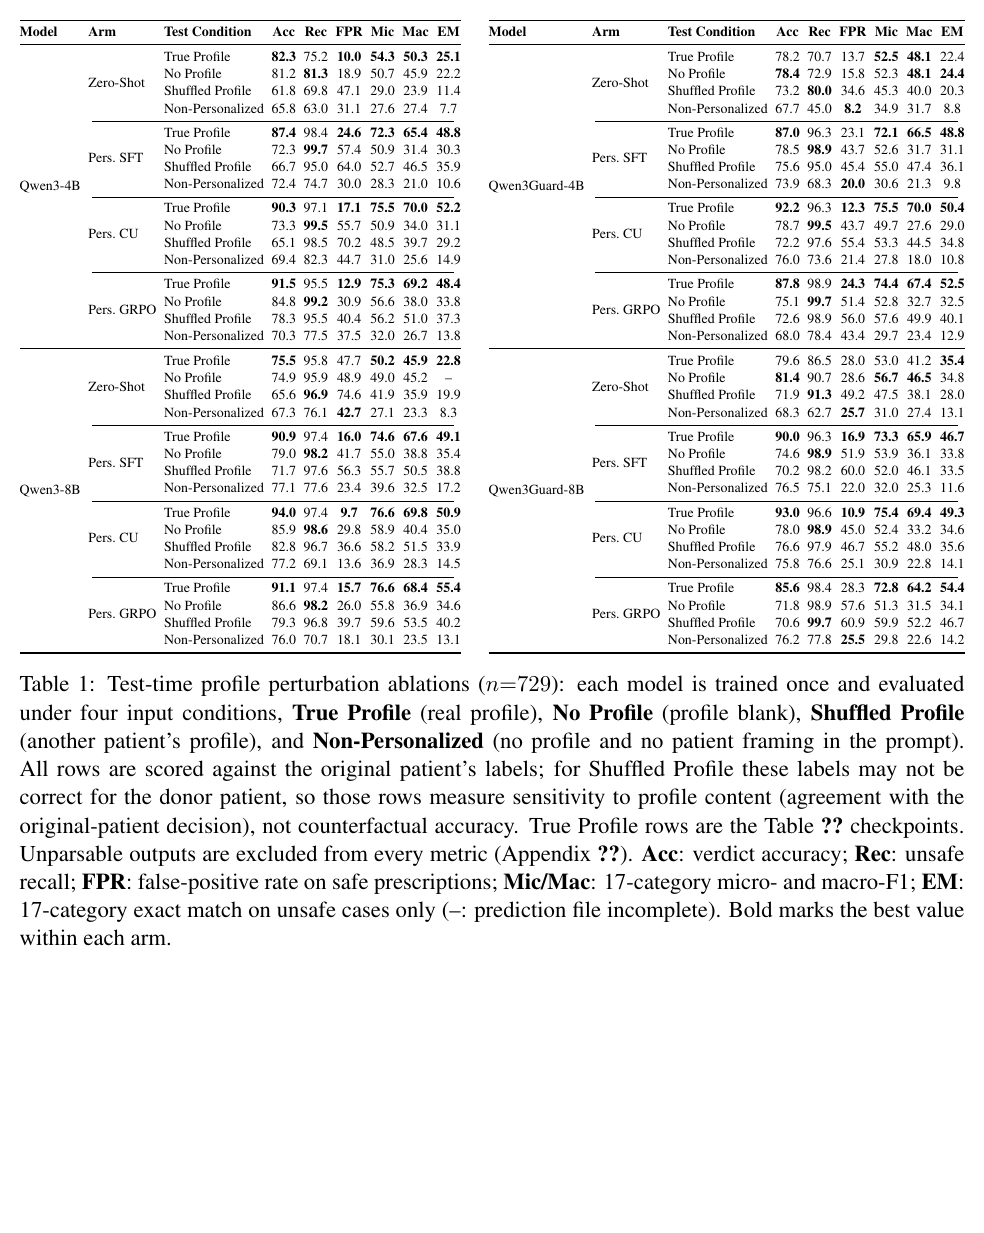 Model Arm Test Condition Acc Rec FPR Mic Mac EM
True Profile 82.3 75.2 10.0 54.3 50.3 25.1
No Profile 81.2 81.3 18.9 50.7 45.9 22.2
Zero-Shot
Shuffled Profile 61.8 69.8 47.1 29.0 23.9 11.4
Non-Personalized 65.8 63.0 31.1 27.6 27.4 7.7
True Profile 87.4 98.4 24.6 72.3 65.4 48.8
No Profile 72.3 99.7 57.4 50.9 31.4 30.3
Pers. SFT
Shuffled Profile 66.7 95.0 64.0 52.7 46.5 35.9
Non-Personalized 72.4 74.7 30.0 28.3 21.0 10.6
Qwen3-4B
True Profile 90.3 97.1 17.1 75.5 70.0 52.2
No Profile 73.3 99.5 55.7 50.9 34.0 31.1
Pers. CU
Shuffled Profile 65.1 98.5 70.2 48.5 39.7 29.2
Non-Personalized 69.4 82.3 44.7 31.0 25.6 14.9
True Profile 91.5 95.5 12.9 75.3 69.2 48.4
No Profile 84.8 99.2 30.9 56.6 38.0 33.8
Pers. GRPO
Shuffled Profile 78.3 95.5 40.4 56.2 51.0 37.3
Non-Personalized 70.3 77.5 37.5 32.0 26.7 13.8
True Profile 75.5 95.8 47.7 50.2 45.9 22.8
No Profile 74.9 95.9 48.9 49.0 45.2 –
Zero-Shot
Shuffled Profile 65.6 96.9 74.6 41.9 35.9 19.9
Non-Personalized 67.3 76.1 42.7 27.1 23.3 8.3
True Profile 90.9 97.4 16.0 74.6 67.6 49.1
No Profile 79.0 98.2 41.7 55.0 38.8 35.4
Pers. SFT
Shuffled Profile 71.7 97.6 56.3 55.7 50.5 38.8
Non-Personalized 77.1 77.6 23.4 39.6 32.5 17.2
Qwen3-8B
True Profile 94.0 97.4 9.7 76.6 69.8 50.9
No Profile 85.9 98.6 29.8 58.9 40.4 35.0
Pers. CU
Shuffled Profile 82.8 96.7 36.6 58.2 51.5 33.9
Non-Personalized 77.2 69.1 13.6 36.9 28.3 14.5
True Profile 91.1 97.4 15.7 76.6 68.4 55.4
No Profile 86.6 98.2 26.0 55.8 36.9 34.6
Pers. GRPO
Shuffled Profile 79.3 96.8 39.7 59.6 53.5 40.2
Non-Personalized 76.0 70.7 18.1 30.1 23.5 13.1
Model Arm Test Condition Acc Rec FPR Mic Mac EM
True Profile 78.2 70.7 13.7 52.5 48.1 22.4
No Profile 78.4 72.9 15.8 52.3 48.1 24.4
Zero-Shot
Shuffled Profile 73.2 80.0 34.6 45.3 40.0 20.3
Non-Personalized 67.7 45.0 8.2 34.9 31.7 8.8
True Profile 87.0 96.3 23.1 72.1 66.5 48.8
No Profile 78.5 98.9 43.7 52.6 31.7 31.1
Pers. SFT
Shuffled Profile 75.6 95.0 45.4 55.0 47.4 36.1
Non-Personalized 73.9 68.3 20.0 30.6 21.3 9.8
Qwen3Guard-4B
True Profile 92.2 96.3 12.3 75.5 70.0 50.4
No Profile 78.7 99.5 43.7 49.7 27.6 29.0
Pers. CU
Shuffled Profile 72.2 97.6 55.4 53.3 44.5 34.8
Non-Personalized 76.0 73.6 21.4 27.8 18.0 10.8
True Profile 87.8 98.9 24.3 74.4 67.4 52.5
No Profile 75.1 99.7 51.4 52.8 32.7 32.5
Pers. GRPO
Shuffled Profile 72.6 98.9 56.0 57.6 49.9 40.1
Non-Personalized 68.0 78.4 43.4 29.7 23.4 12.9
True Profile 79.6 86.5 28.0 53.0 41.2 35.4
No Profile 81.4 90.7 28.6 56.7 46.5 34.8
Zero-Shot
Shuffled Profile 71.9 91.3 49.2 47.5 38.1 28.0
Non-Personalized 68.3 62.7 25.7 31.0 27.4 13.1
True Profile 90.0 96.3 16.9 73.3 65.9 46.7
No Profile 74.6 98.9 51.9 53.9 36.1 33.8
Pers. SFT
Shuffled Profile 70.2 98.2 60.0 52.0 46.1 33.5
Non-Personalized 76.5 75.1 22.0 32.0 25.3 11.6
Qwen3Guard-8B
True Profile 93.0 96.6 10.9 75.4 69.4 49.3
No Profile 78.0 98.9 45.0 52.4 33.2 34.6
Pers. CU
Shuffled Profile 76.6 97.9 46.7 55.2 48.0 35.6
Non-Personalized 75.8 76.6 25.1 30.9 22.8 14.1
True Profile 85.6 98.4 28.3 72.8 64.2 54.4
No Profile 71.8 98.9 57.6 51.3 31.5 34.1
Pers. GRPO
Shuffled Profile 70.6 99.7 60.9 59.9 52.2 46.7
Non-Personalized 76.2 77.8 25.5 29.8 22.6 14.2
Table 1: Test-time profile perturbation ablations (n=729): each model is trained once and evaluated
under four input conditions, True Profile (real profile), No Profile (profile blank), Shuffled Profile
(another patient's profile), and Non-Personalized (no profile and no patient framing in the prompt).
All rows are scored against the original patient's labels; for Shuffled Profile these labels may not be
correct for the donor patient, so those rows measure sensitivity to profile content (agreement with the
original-patient decision), not counterfactual accuracy. True Profile rows are the Table ?? checkpoints.
Unparsable outputs are excluded from every metric (Appendix ??). Acc: verdict accuracy; Rec: unsafe
recall; FPR: false-positive rate on safe prescriptions; Mic/Mac: 17-category micro- and macro-F1; EM:
17-category exact match on unsafe cases only (–: prediction file incomplete). Bold marks the best value
within each arm.